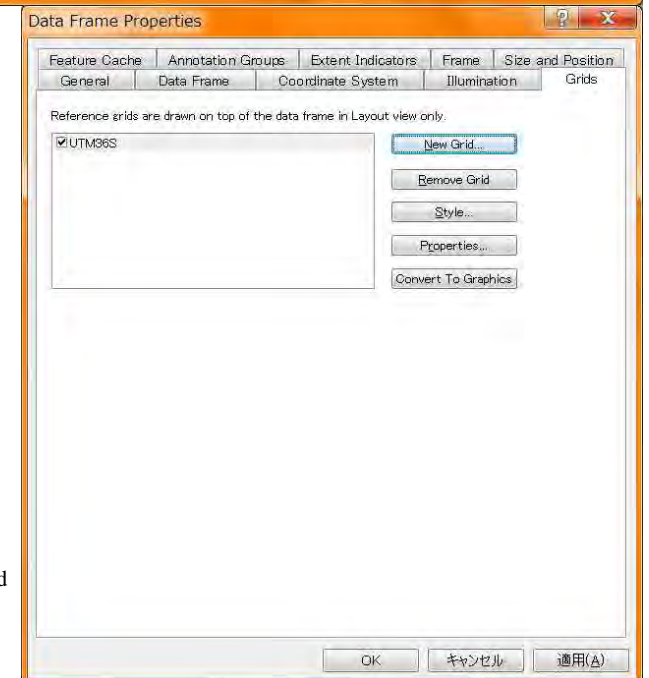 Data Frame Properties
Feature Cache Annotation Groups Extent Indicators Frame Size and Position
General Data Frame Coordinate System Illumination Grids
Reference grids are drawn on top of the data frame in Layout view only.
UTM36S
New Grid...
Remove Grid
Style...
Properties...
Convert To Graphics
d
OK キャンセル 適用(A)